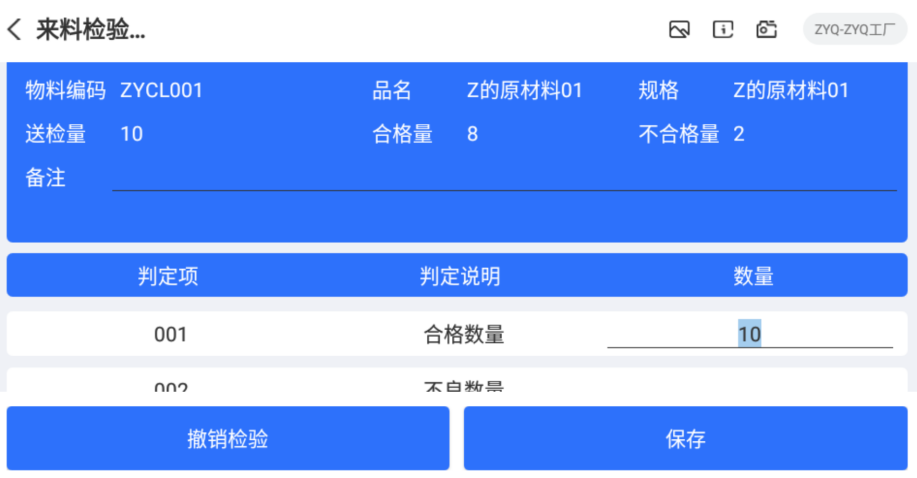 来料检验...
ZYQ-ZYQ工厂
物料编码 ZYCL001 品名 Z的原材料01 规格 Z的原材料01
送检量 10 合格量 8 不合格量 2
备注
判定项 判定说明 数量
001 合格数量 10
002 不良数量
撤销检验 保存